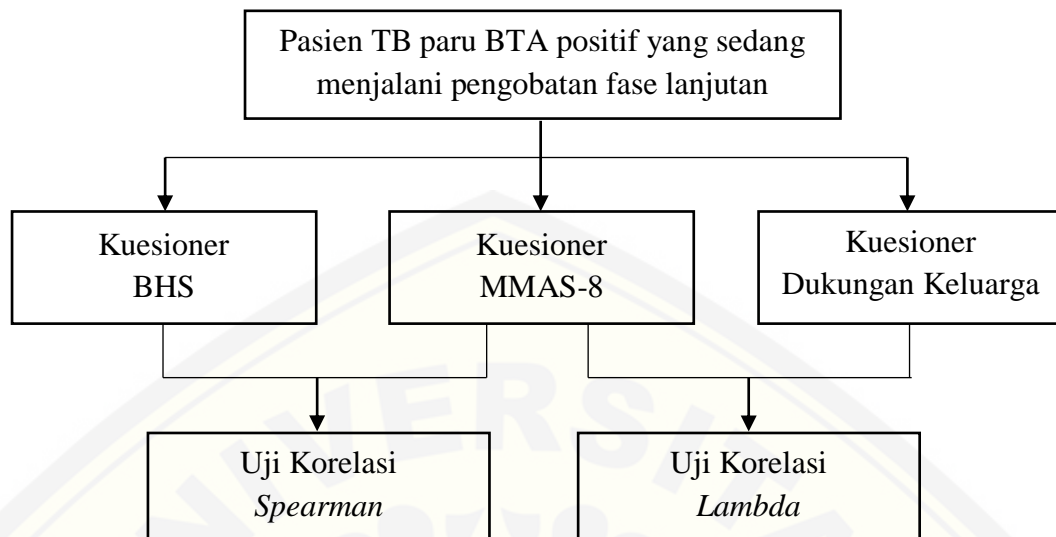 Pasien TB paru BTA positif yang sedang
menjalani pengobatan fase lanjutan
Kuesioner
BHS
Kuesioner
MMAS-8
Kuesioner
Dukungan Keluarga
Uji Korelasi
Spearman
Uji Korelasi
Lambda